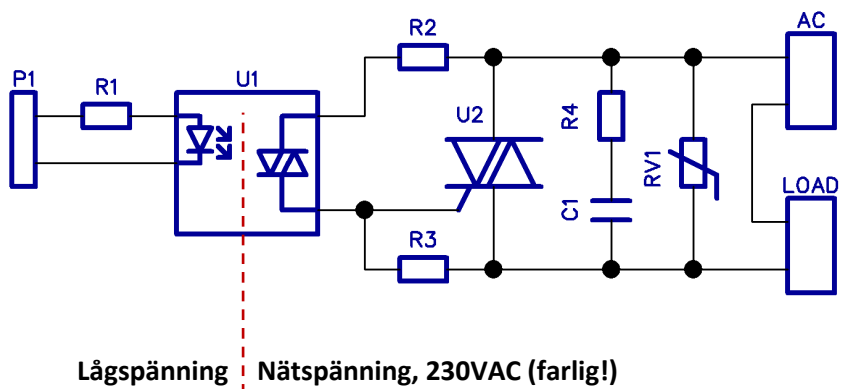 R2
AC
P1
R1
U1
U2
R4
RV1
C1
LOAD
R3
Lågspänning
Nätspänning, 230VAC (farlig!)